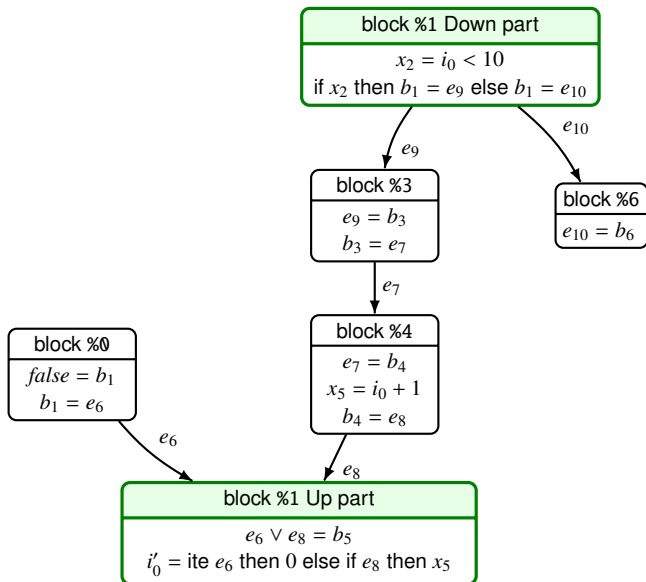 block %1 Down part
x₂ = i₀ < 10
if x₂ then b₁ = e₉ else b₁ = e₁₀
e₉
e₁₀
block %3
e₉ = b₃
b₃ = e₇
block %6
e₁₀ = b₆
e₇
block %0
false = b₁
b₁ = e₆
block %4
e₇ = b₄
x₅ = i₀ + 1
b₄ = e₈
e₆
e₈
block %1 Up part
e₆ ∨ e₈ = b₅
i′₀ = ite e₆ then 0 else if e₈ then x₅